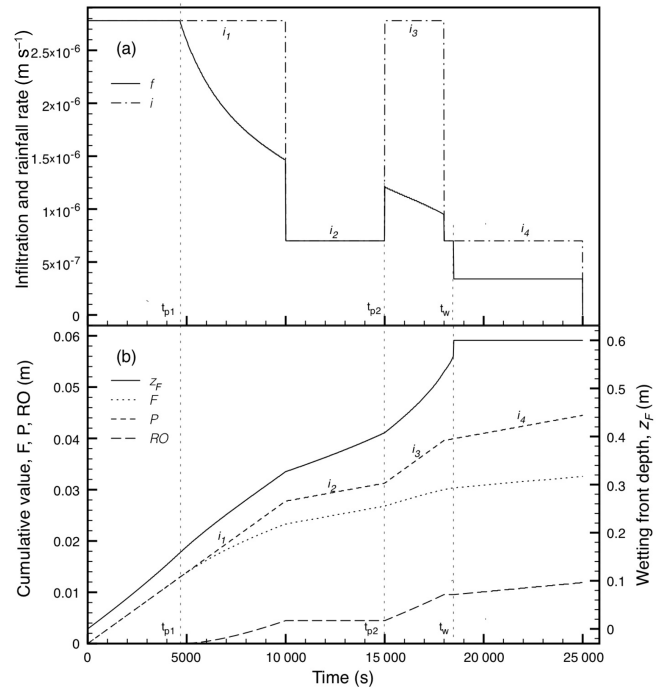 (a)
i1
i3
f
i
i2
i4
tp1
tp2
tw
2.5×10-6
2×10-6
1.5×10-6
1×10-6
5×10-7
0
Infiltration and rainfall rate (m s−1)
(b)
zF
F
P
RO
i1
i2
i3
i4
tp1
tp2
tw
0.06
0.05
0.04
0.03
0.02
0.01
0
Cumulative value, F, P, RO (m)
0.6
0.5
0.4
0.3
0.2
0.1
0
Wetting front depth, zF (m)
0 5000 10 000 15 000 20 000 25 000
Time (s)